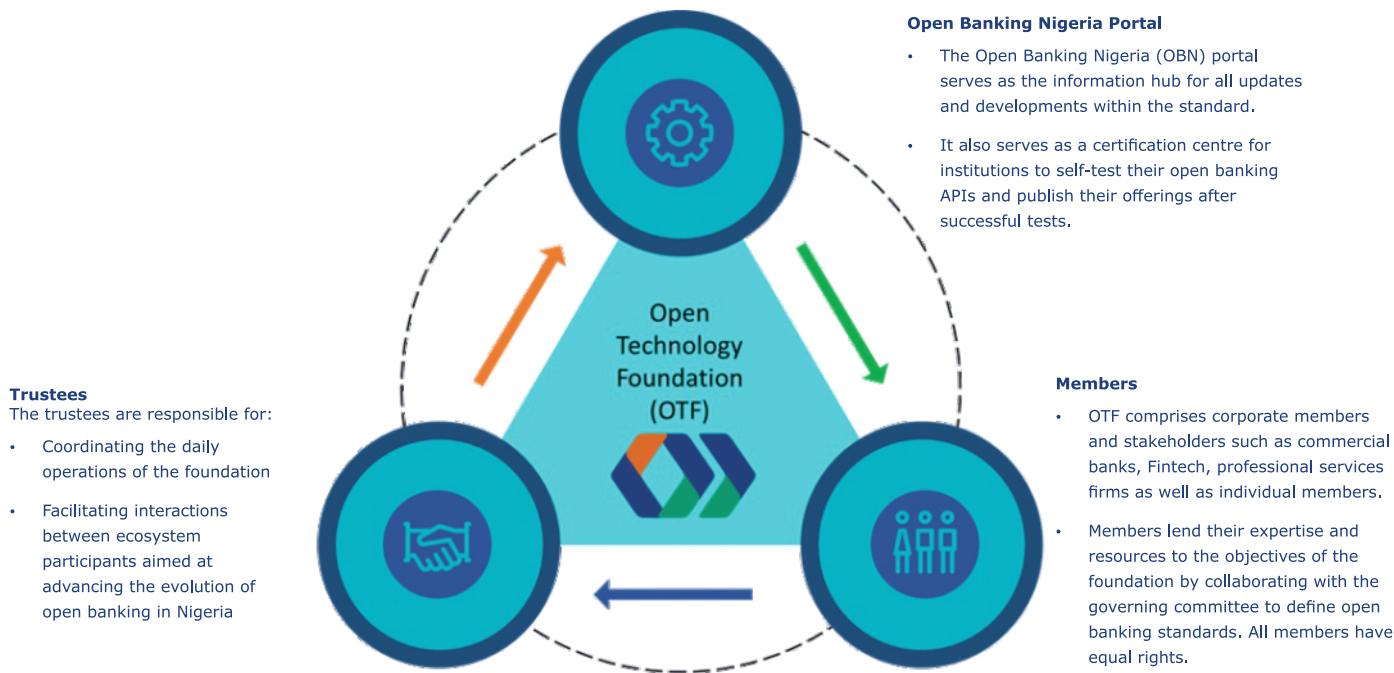 Open Banking Nigeria Portal
• The Open Banking Nigeria (OBN) portal
serves as the information hub for all updates
and developments within the standard.
• It also serves as a certification centre for
institutions to self-test their open banking
APIs and publish their offerings after
successful tests.
Open
Technology
Foundation
(OTF)
Trustees
The trustees are responsible for:
• Coordinating the daily
operations of the foundation
• Facilitating interactions
between ecosystem
participants aimed at
advancing the evolution of
open banking in Nigeria
Members
• OTF comprises corporate members
and stakeholders such as commercial
banks, Fintech, professional services
firms as well as individual members.
• Members lend their expertise and
resources to the objectives of the
foundation by collaborating with the
governing committee to define open
banking standards. All members have
equal rights.